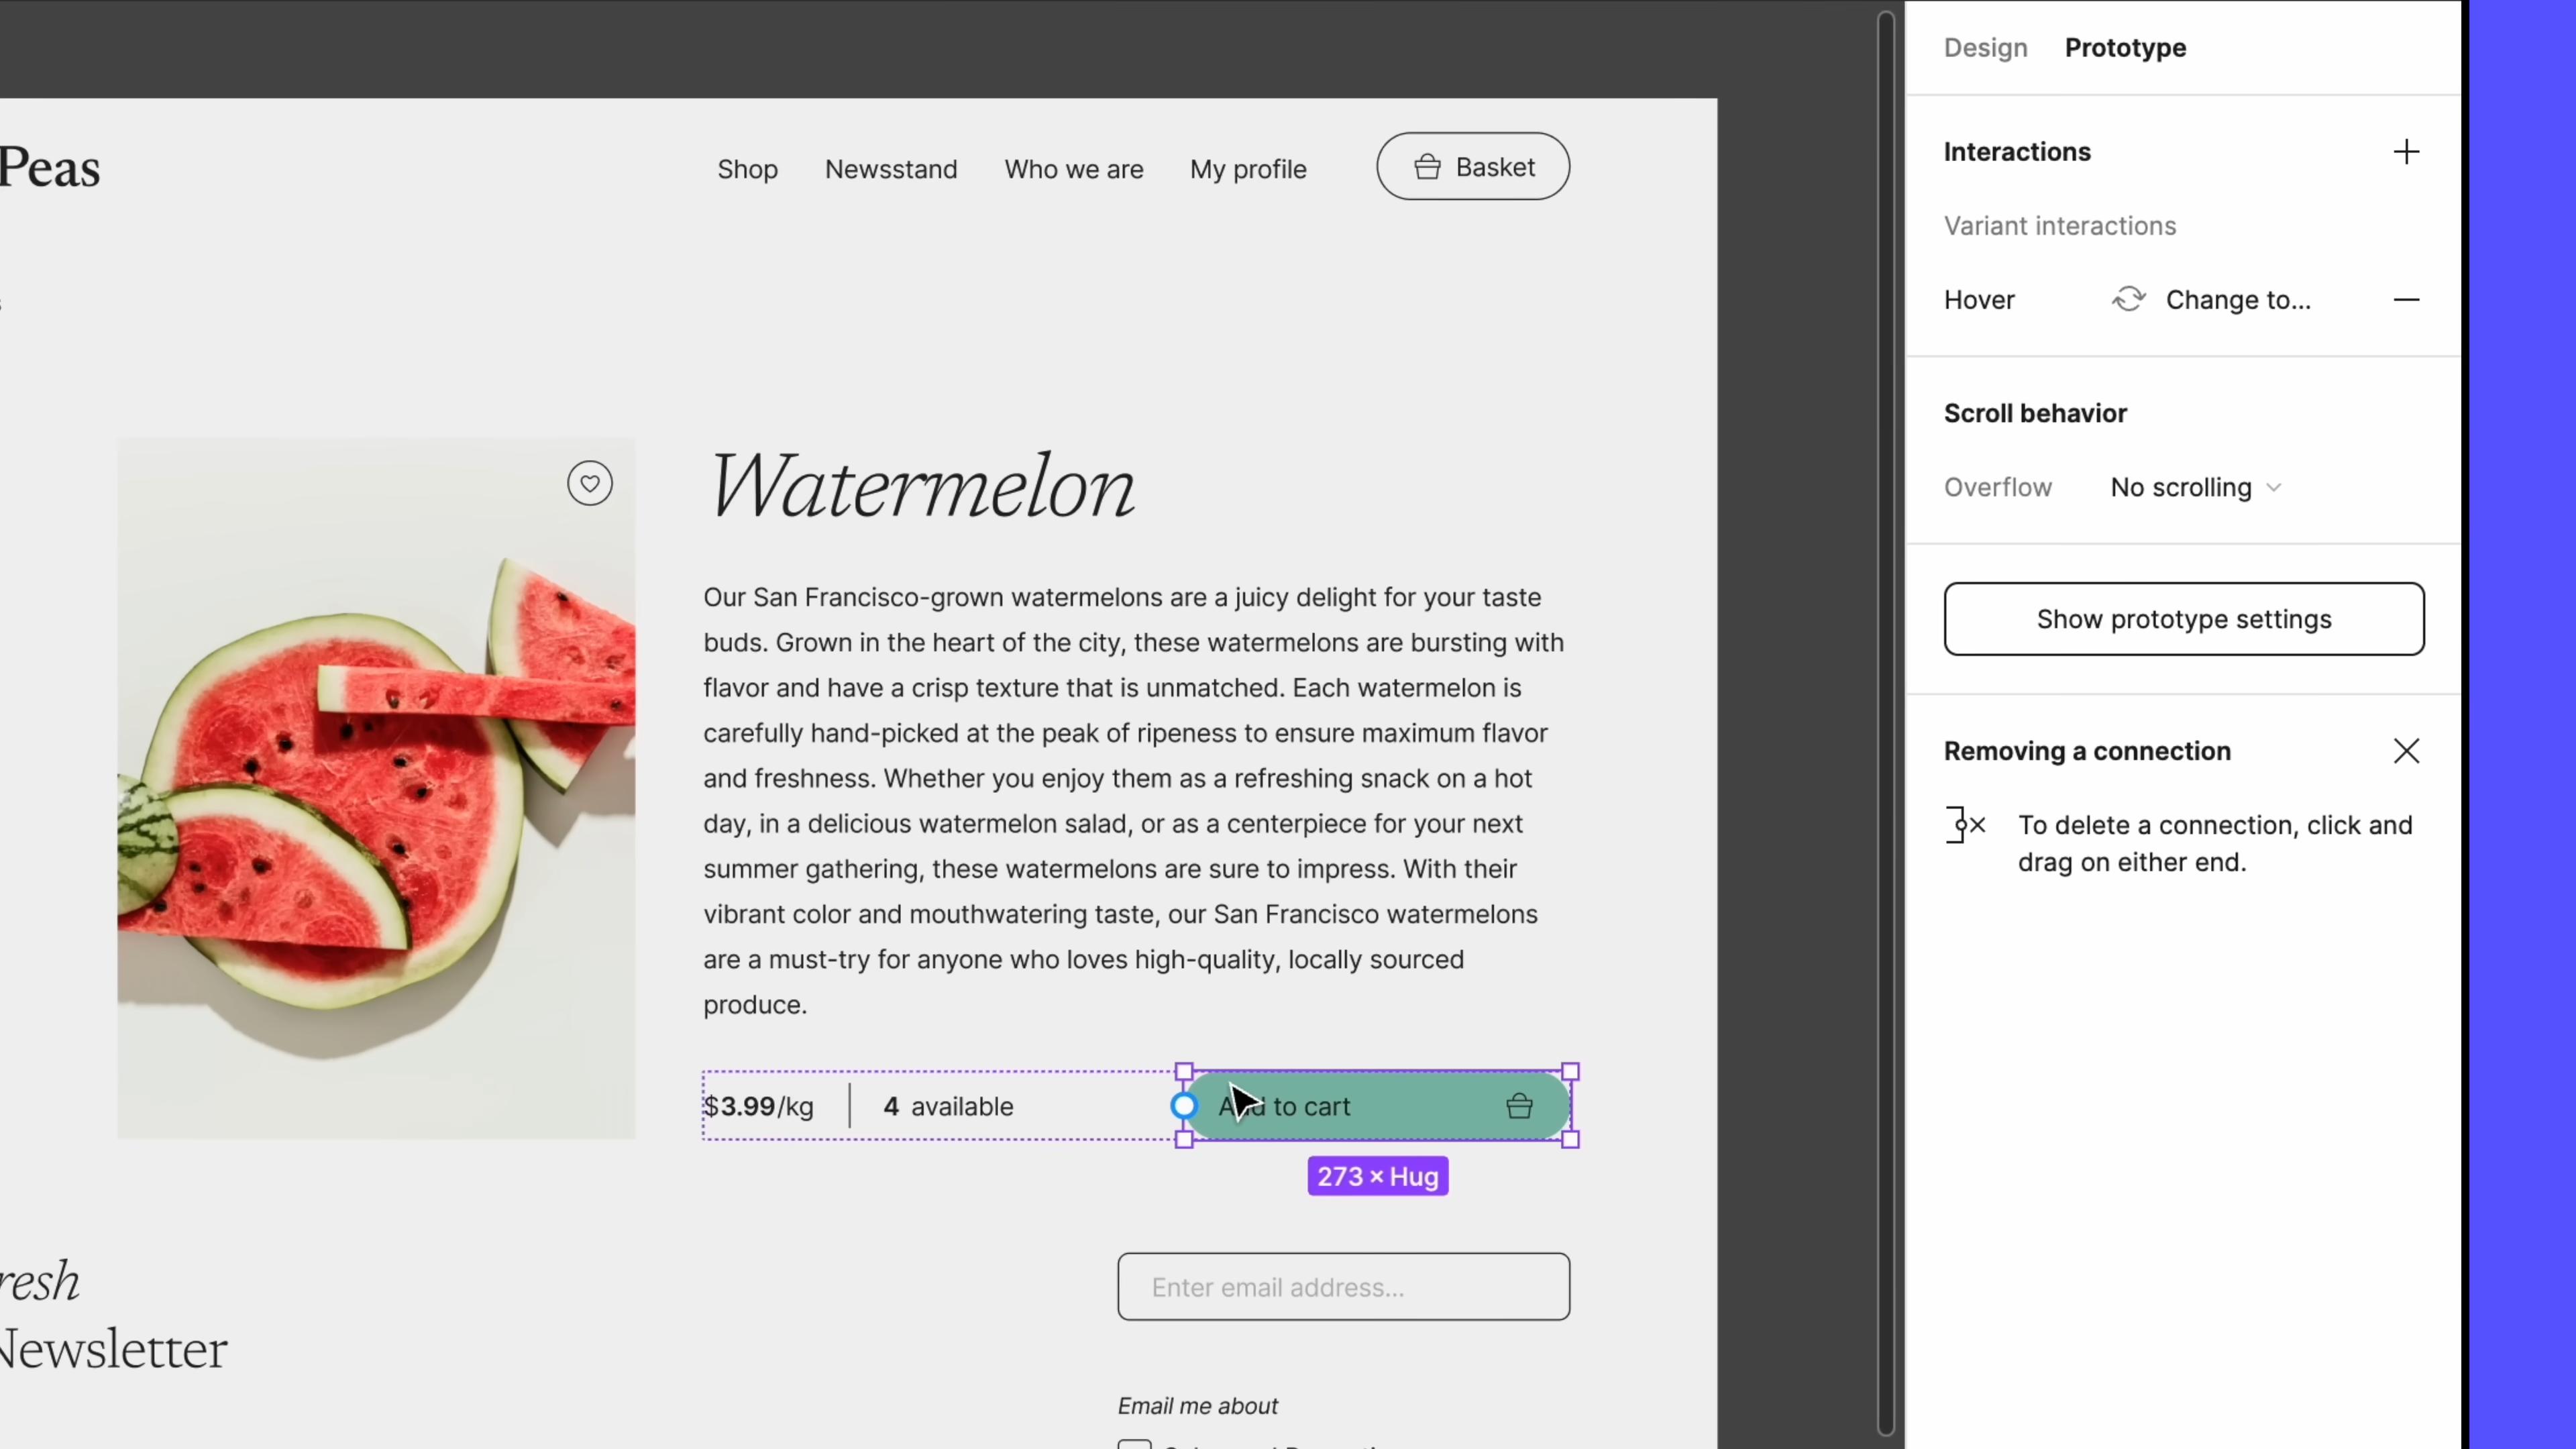 Design Prototype
Peas
Shop Newsstand Who we are My profile Basket
Interactions
Variant interactions
Hover Change to...
Scroll behavior
Overflow No scrolling
Show prototype settings
Removing a connection
To delete a connection, click and
drag on either end.
Watermelon
Our San Francisco-grown watermelons are a juicy delight for your taste
buds. Grown in the heart of the city, these watermelons are bursting with
flavor and have a crisp texture that is unmatched. Each watermelon is
carefully hand-picked at the peak of ripeness to ensure maximum flavor
and freshness. Whether you enjoy them as a refreshing snack on a hot
day, in a delicious watermelon salad, or as a centerpiece for your next
summer gathering, these watermelons are sure to impress. With their
vibrant color and mouthwatering taste, our San Francisco watermelons
are a must-try for anyone who loves high-quality, locally sourced
produce.
$3.99/kg 4 available Add to cart
273 × Hug
resh
Newsletter
Enter email address...
Email me about